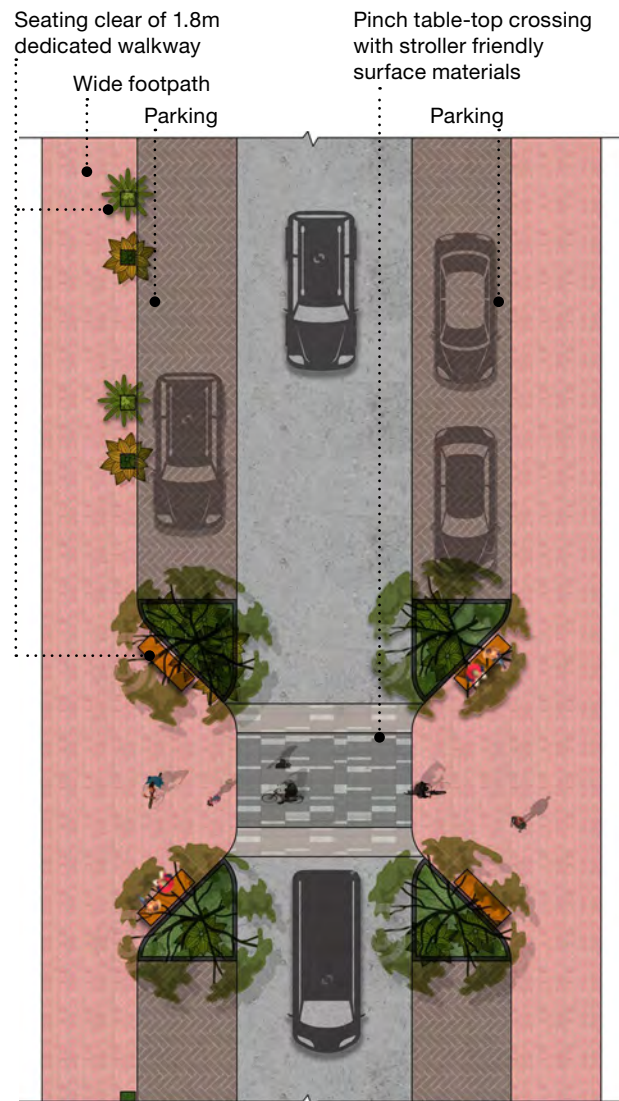 Seating clear of 1.8m
dedicated walkway
Wide footpath
Parking
Pinch table-top crossing
with stroller friendly
surface materials
Parking